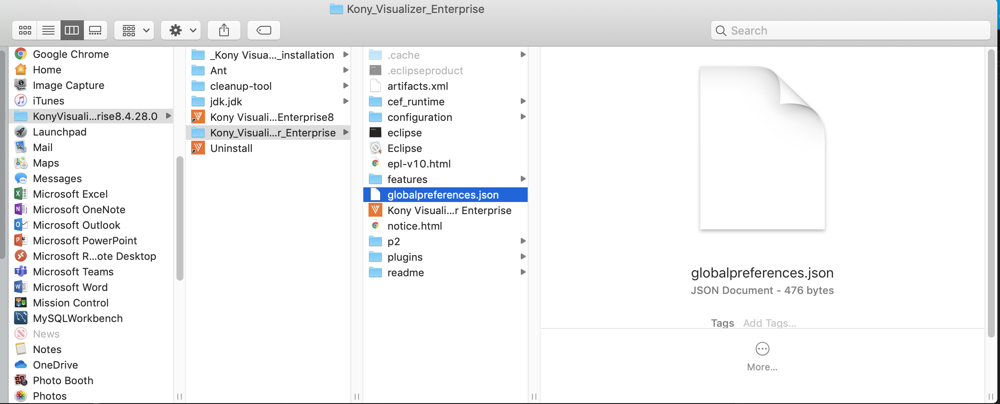 Kony_Visualizer_Enterprise
Search
Google Chrome
Home
Image Capture
iTunes
KonyVisuali...rise8.4.28.0
Launchpad
Mail
Maps
Messages
Microsoft Excel
Microsoft OneNote
Microsoft Outlook
Microsoft PowerPoint
Microsoft R...ote Desktop
Microsoft Teams
Microsoft Word
Mission Control
MySQLWorkbench
News
Notes
OneDrive
Photo Booth
Photos
_Kony Visua..._installation
Ant
cleanup-tool
jdk.jdk
Kony Visuali...Enterprise8
Kony_Visuali...r_Enterprise
Uninstall
.cache
.eclipseproduct
artifacts.xml
cef_runtime
configuration
eclipse
Eclipse
epl-v10.html
features
globalpreferences.json
Kony Visuali...r Enterprise
notice.html
p2
plugins
readme
globalpreferences.json
JSON Document - 476 bytes
Tags Add Tags...
More...